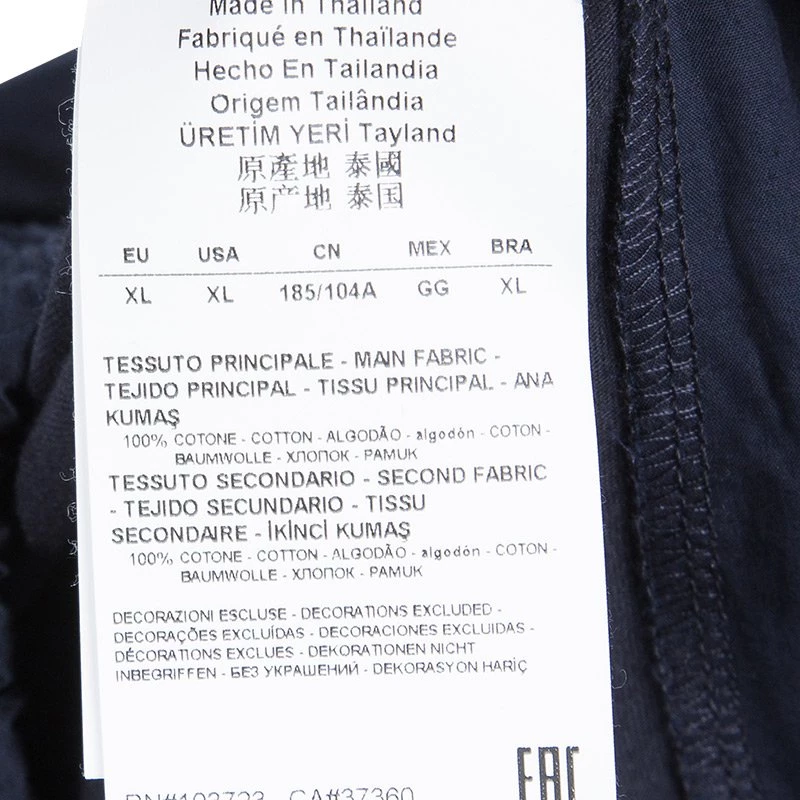 Made in Thailand
Fabriqué en Thaïlande
Hecho En Tailandia
Origem Tailândia
ÜRETİM YERİ Tayland
原產地 泰國
原产地 泰国
EU USA CN MEX BRA
XL XL 185/104A GG XL
TESSUTO PRINCIPALE - MAIN FABRIC -
TEJIDO PRINCIPAL - TISSU PRINCIPAL - ANA
KUMAŞ
100% COTONE - COTTON - ALGODÃO - algodón - COTON -
BAUMWOLLE - ХЛОПОК - PAMUK
TESSUTO SECONDARIO - SECOND FABRIC
- TEJIDO SECUNDARIO - TISSU
SECONDAIRE - İKİNCİ KUMAŞ
100% COTONE - COTTON - ALGODÃO - algodón - COTON -
BAUMWOLLE - ХЛОПОК - PAMUK
DECORAZIONI ESCLUSE - DECORATIONS EXCLUDED -
DECORAÇÕES EXCLUÍDAS - DECORACIONES EXCLUIDAS -
DÉCORATIONS EXCLUES - DEKORATIONEN NICHT
INBEGRIFFEN - БЕЗ УКРАШЕНИЙ - DEKORASYON HARİÇ
EAC
RN#103723 CA#37360